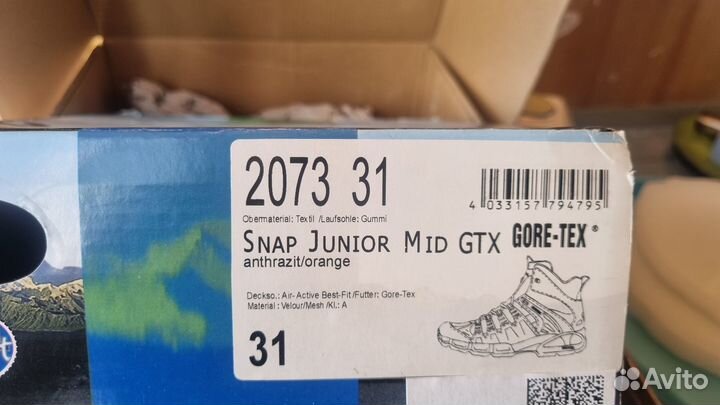 2073 31
Obermaterial: Textil /Laufsohle: Gummi
4 033157 794795
SNAP JUNIOR MID GTX GORE-TEX®
anthrazit/orange
Deckso.: Air-Active Best-Fit /Futter: Gore-Tex
Material : Velour/Mesh /Kl.: A
31
Avito